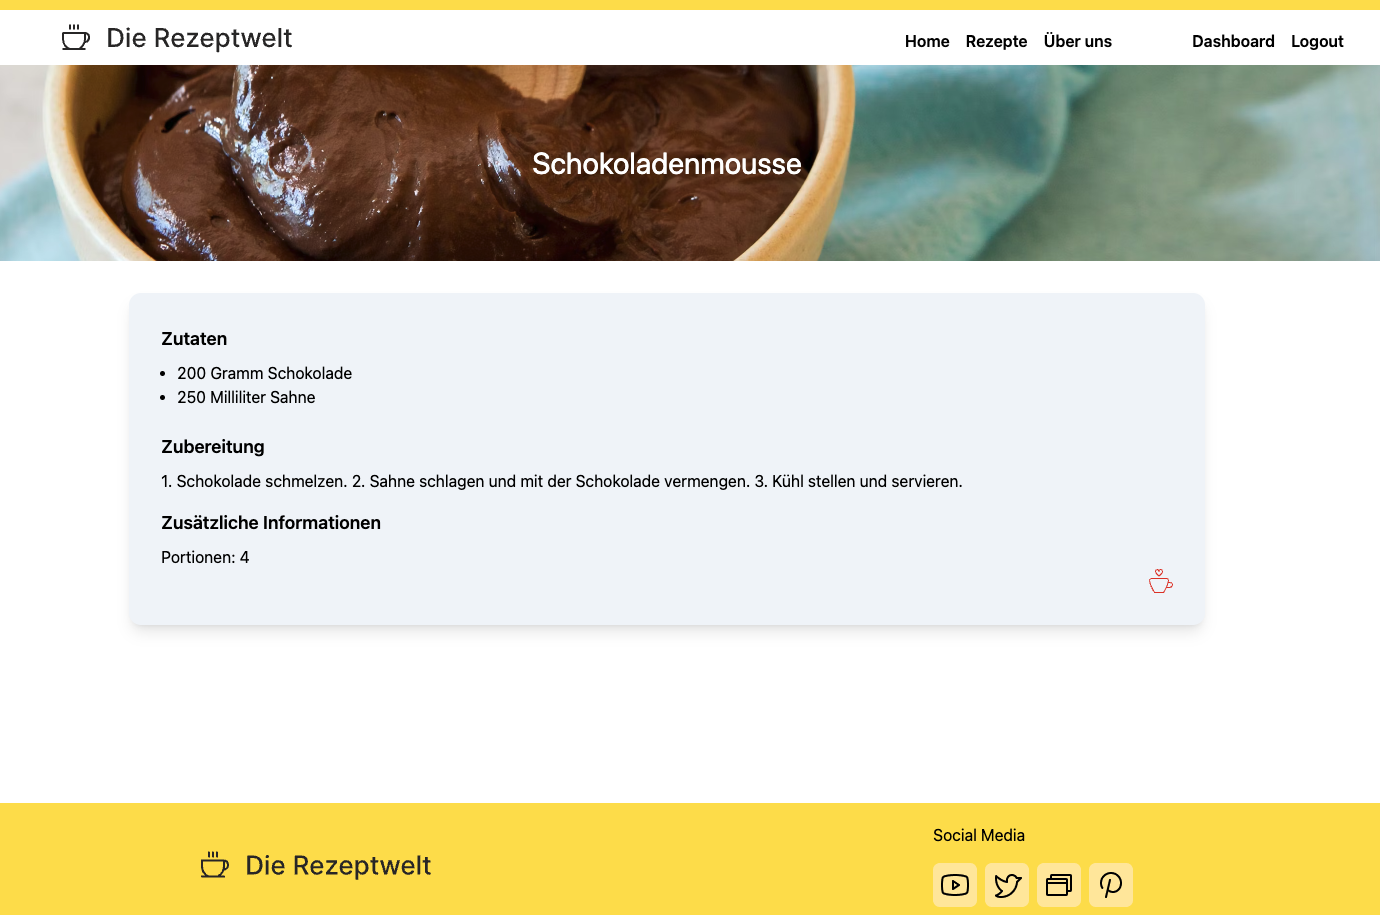 Die Rezeptwelt
Home Rezepte Über uns Dashboard Logout
Schokoladenmousse
Zutaten
• 200 Gramm Schokolade
• 250 Milliliter Sahne
Zubereitung
1. Schokolade schmelzen. 2. Sahne schlagen und mit der Schokolade vermengen. 3. Kühl stellen und servieren.
Zusätzliche Informationen
Portionen: 4
Die Rezeptwelt
Social Media